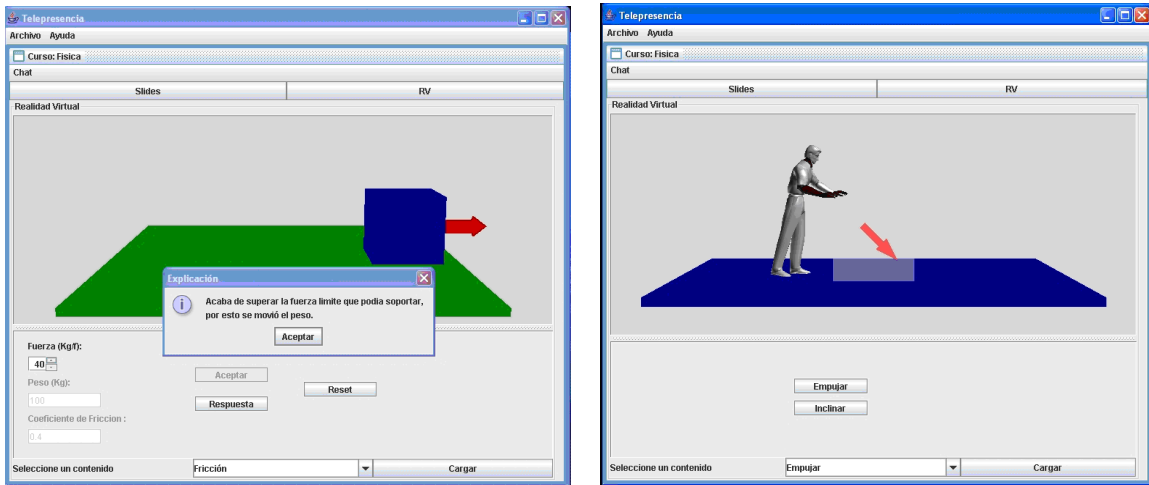 Telepresencia
Archivo Ayuda
Curso: Fisica
Chat
Slides RV
Realidad Virtual
Explicación
Acaba de superar la fuerza limite que podia soportar,
por esto se movió el peso.
Aceptar
Fuerza (Kg/f):
40
Peso (Kg):
100
Coeficiente de Friccion :
0.4
Aceptar
Respuesta
Reset
Seleccione un contenido Fricción Cargar
Telepresencia
Archivo Ayuda
Curso: Fisica
Chat
Slides RV
Realidad Virtual
Empujar
Inclinar
Seleccione un contenido Empujar Cargar